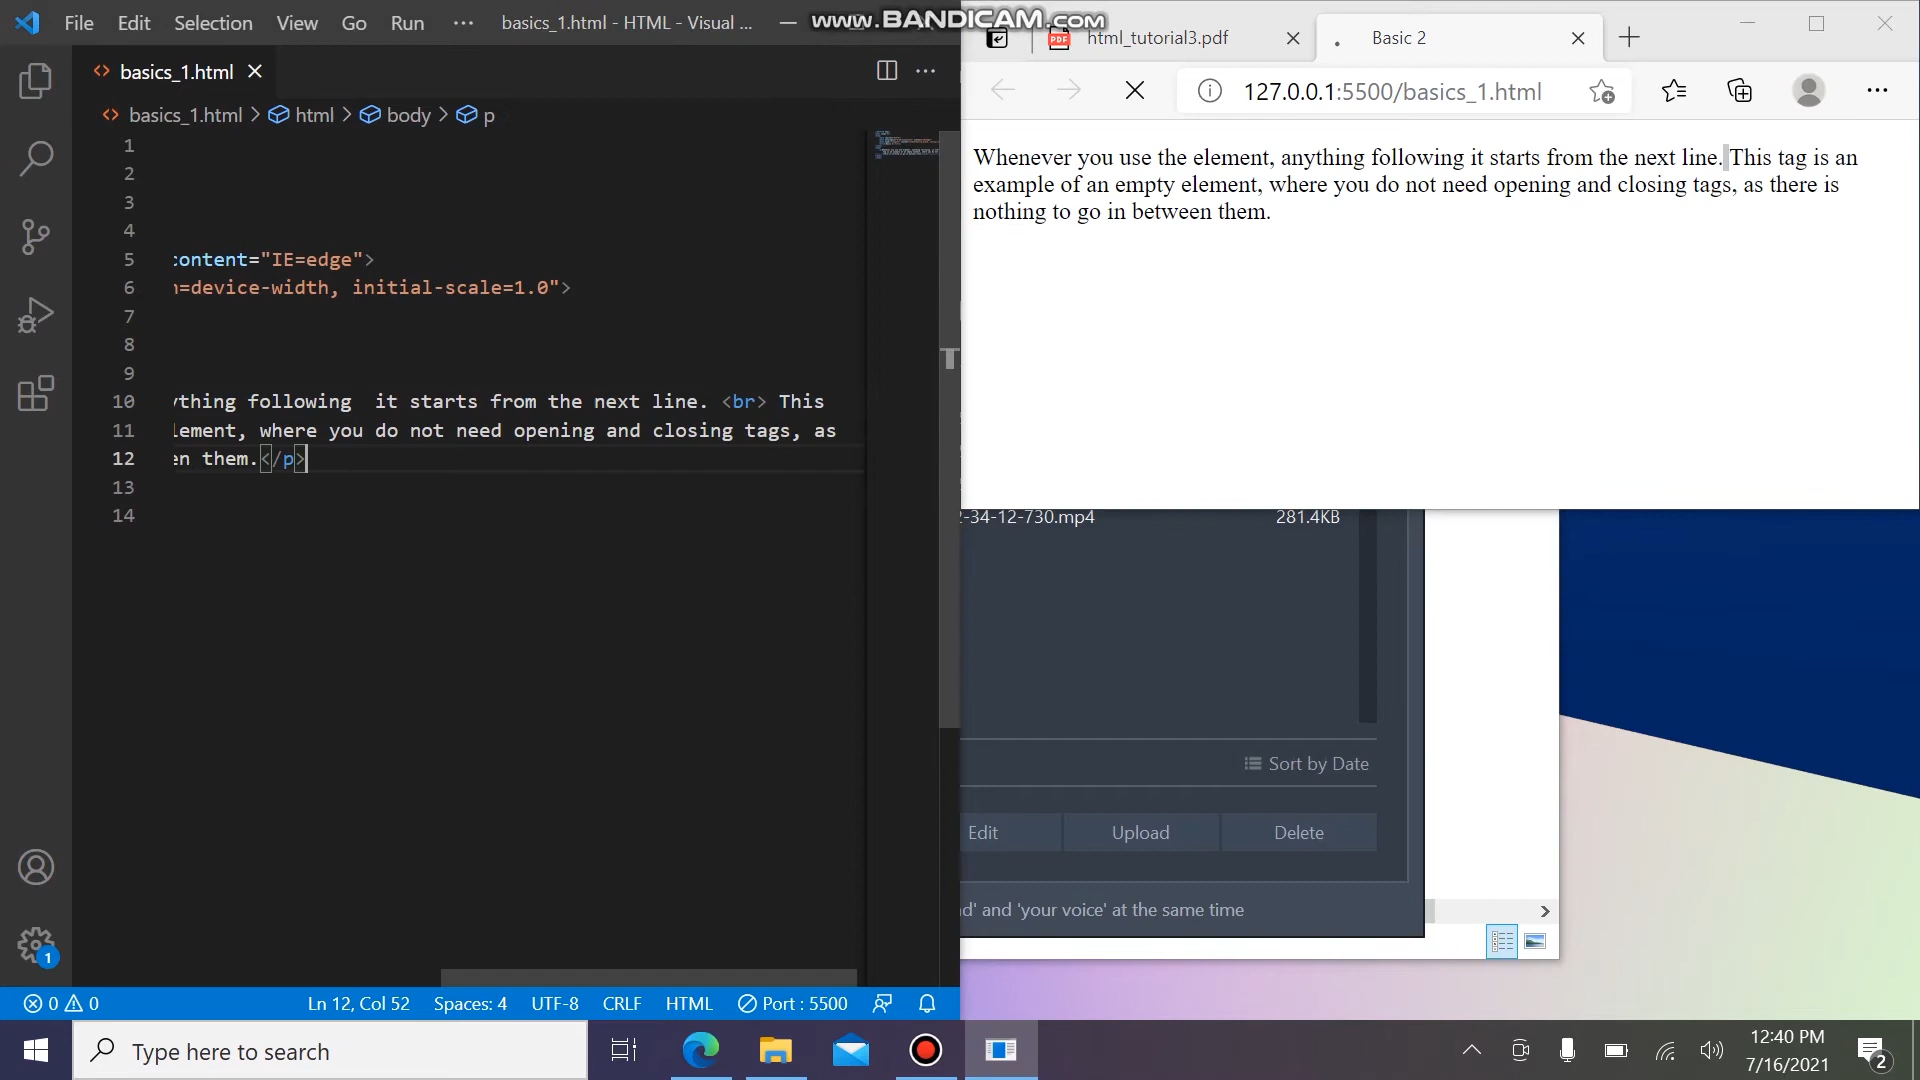 File Edit Selection View Go Run ··· basics_1.html - HTML - Visual ...
www.BANDICAM.com
basics_1.html
basics_1.html > html > body > p
1
2
3
4
5 content="IE=edge">
6 n=device-width, initial-scale=1.0">
7
8
9
10 ything following  it starts from the next line. <br> This
11 lement, where you do not need opening and closing tags, as
12 en them.</p>
13
14
1
0 0 Ln 12, Col 52 Spaces: 4 UTF-8 CRLF HTML Port : 5500
PDF html_tutorial3.pdf Basic 2
127.0.0.1:5500/basics_1.html
Whenever you use the element, anything following it starts from the next line. This tag is an
example of an empty element, where you do not need opening and closing tags, as there is
nothing to go in between them.
2-34-12-730.mp4 281.4KB
Sort by Date
Edit Upload Delete
nd' and 'your voice' at the same time
Type here to search
12:40 PM
7/16/2021
2